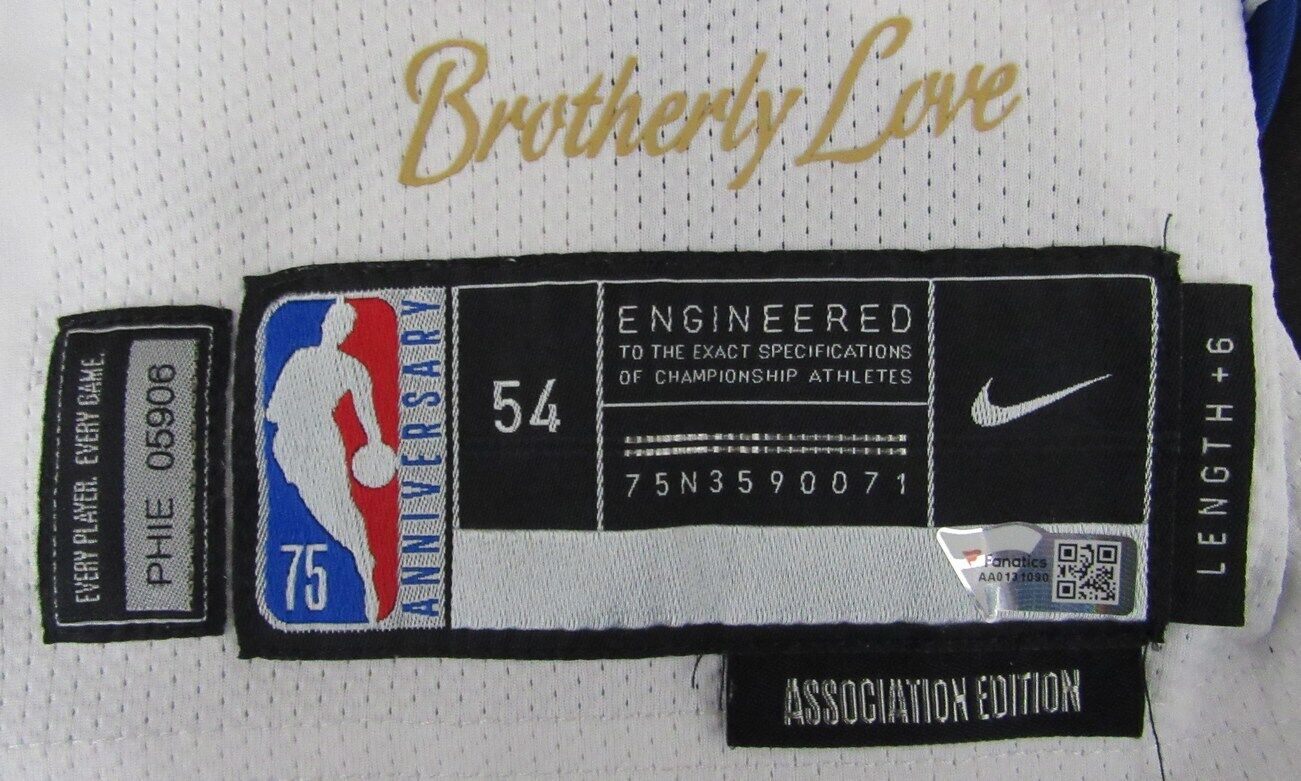 Brotherly Love
EVERY PLAYER. EVERY GAME.
PHIE 05906
75
ANNIVERSARY
54
ENGINEERED
TO THE EXACT SPECIFICATIONS
OF CHAMPIONSHIP ATHLETES
75N3590071
Fanatics
AA0131090
LENGTH +6
ASSOCIATION EDITION